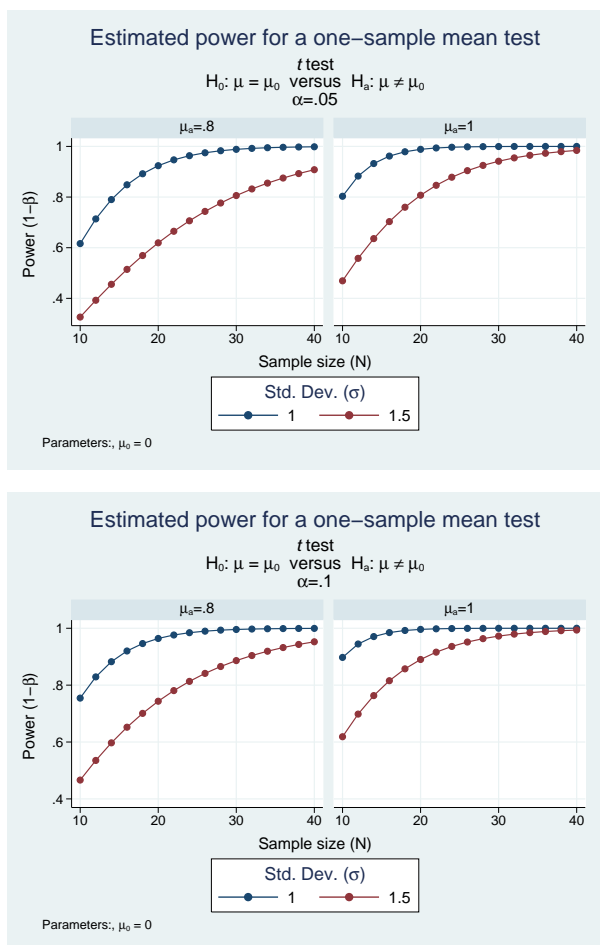 Estimated power for a one−sample mean test
t test
H₀: μ = μ₀ versus Hₐ: μ ≠ μ₀
α=.05
μₐ=.8
μₐ=1
1
.8
.6
.4
Power (1−β)
10 20 30 40
10 20 30 40
Sample size (N)
Std. Dev. (σ)
1 1.5
Parameters:, μ₀ = 0
Estimated power for a one−sample mean test
t test
H₀: μ = μ₀ versus Hₐ: μ ≠ μ₀
α=.1
μₐ=.8
μₐ=1
1
.8
.6
.4
Power (1−β)
10 20 30 40
10 20 30 40
Sample size (N)
Std. Dev. (σ)
1 1.5
Parameters:, μ₀ = 0